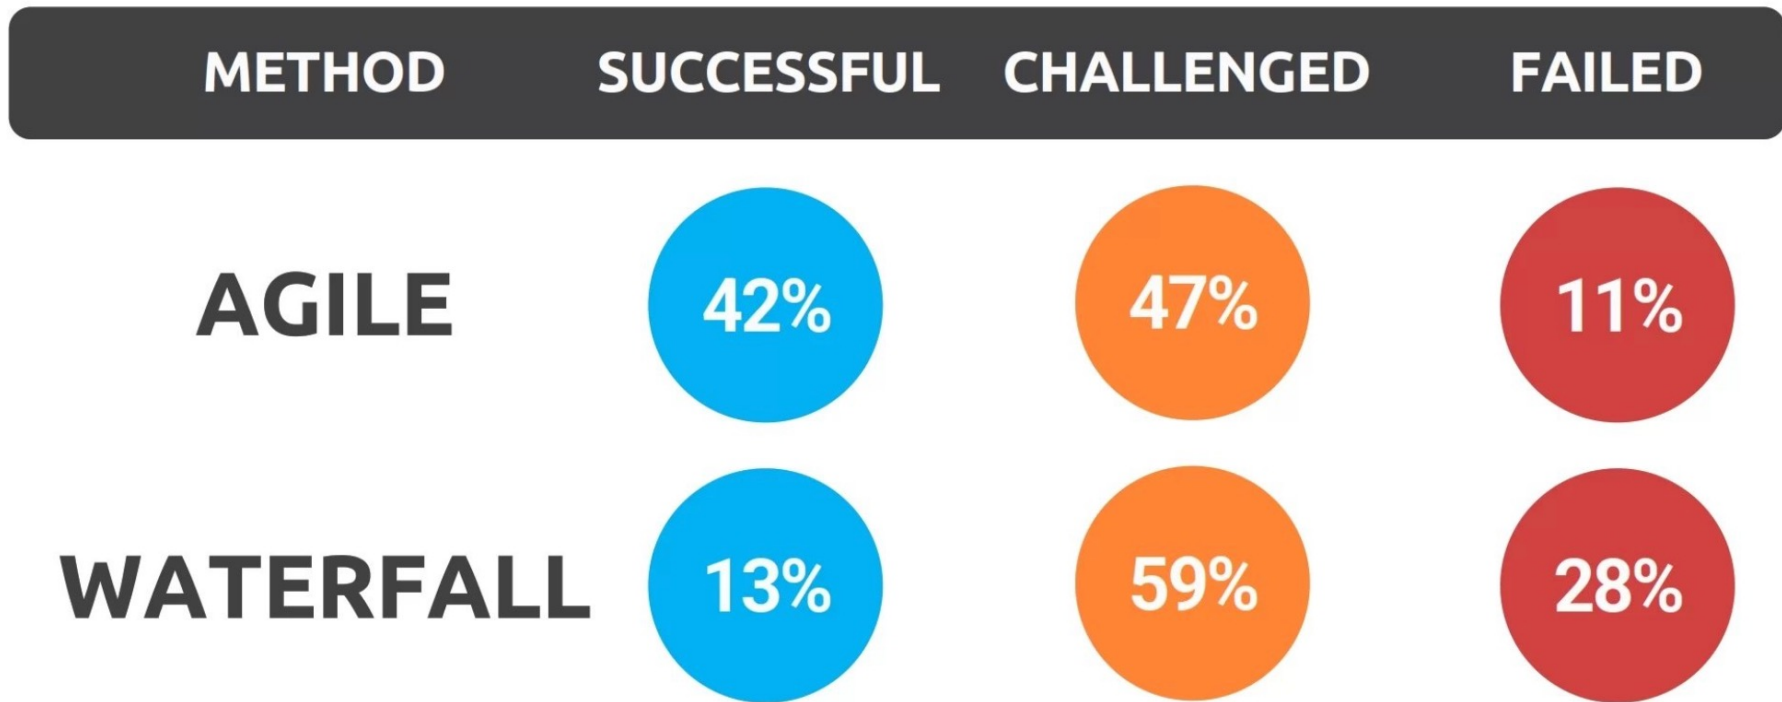 METHOD SUCCESSFUL CHALLENGED FAILED
AGILE 42% 47% 11%
WATERFALL 13% 59% 28%